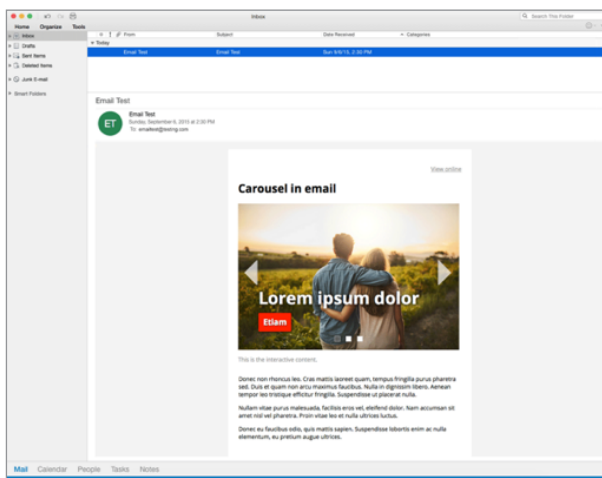 Inbox
Search This Folder
Home Organize Tools
Inbox
Drafts
Sent Items
Deleted Items
Junk E-mail
Smart Folders
! From Subject Date Received Categories
Today
Email Test Email Test Sun 9/6/15, 2:30 PM
Email Test
ET
Email Test
Sunday, September 6, 2015 at 2:30 PM
To: emailtest@testing.com
View online
Carousel in email
Lorem ipsum dolor
Etiam
This is the interactive content.
Donec non rhoncus leo. Cras mattis laoreet quam, tempus fringilla purus pharetra
sed. Duis et quam non arcu maximus faucibus. Nulla in dignissim libero. Aenean
tempor leo tristique efficitur fringilla. Suspendisse ut placerat nulla.
Nullam vitae purus malesuada, facilisis eros vel, eleifend dolor. Nam accumsan sit
amet nisl vel pharetra. Proin vitae leo et nulla ultrices luctus.
Donec eu faucibus odio, quis mattis sapien. Suspendisse lobortis enim ac nulla
elementum, eu pretium augue ultrices.
Mail Calendar People Tasks Notes